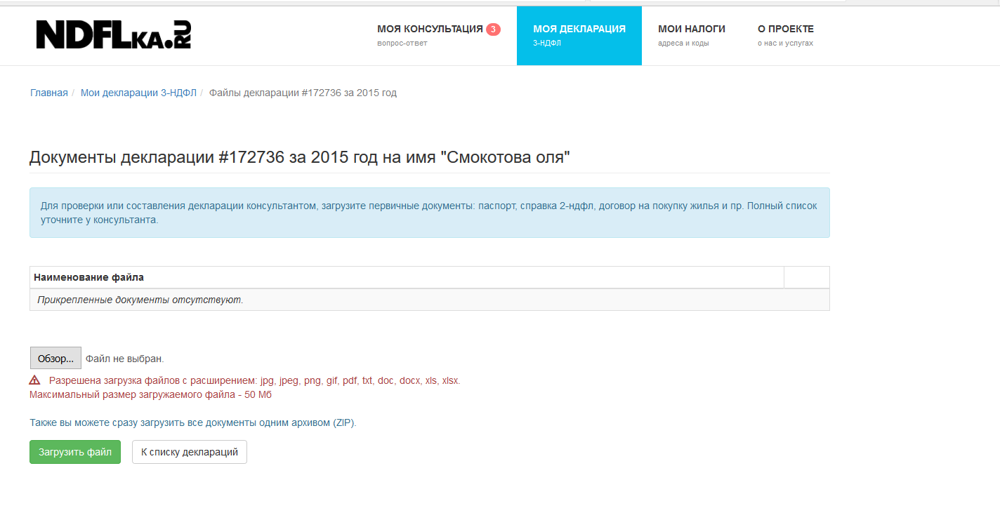 NDFLKA.RU
МОЯ КОНСУЛЬТАЦИЯ 3
вопрос-ответ
МОЯ ДЕКЛАРАЦИЯ
3-НДФЛ
МОИ НАЛОГИ
адреса и коды
О ПРОЕКТЕ
о нас и услугах
Главная / Мои декларации 3-НДФЛ / Файлы декларации #172736 за 2015 год
Документы декларации #172736 за 2015 год на имя "Смокотова оля"
Для проверки или составления декларации консультантом, загрузите первичные документы: паспорт, справка 2-ндфл, договор на покупку жилья и пр. Полный список
уточните у консультанта.
Наименование файла
Прикрепленные документы отсутствуют.
Обзор... Файл не выбран.
Разрешена загрузка файлов с расширением: jpg, jpeg, png, gif, pdf, txt, doc, docx, xls, xlsx.
Максимальный размер загружаемого файла - 50 Мб
Также вы можете сразу загрузить все документы одним архивом (ZIP).
Загрузить файл
К списку деклараций